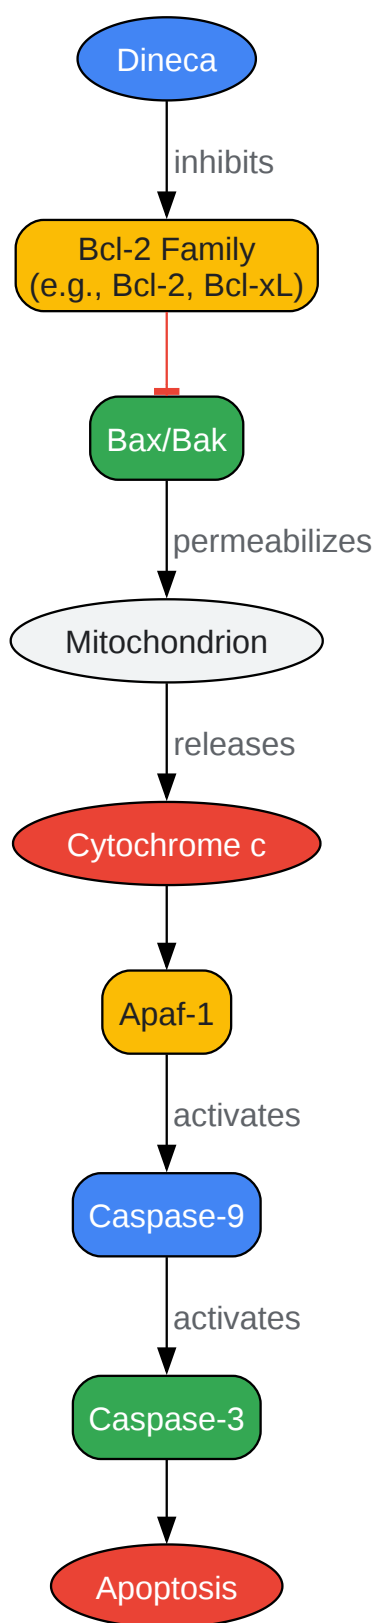 Dineca
inhibits
Bcl-2 Family
(e.g., Bcl-2, Bcl-xL)
Bax/Bak
permeabilizes
Mitochondrion
releases
Cytochrome c
Apaf-1
activates
Caspase-9
activates
Caspase-3
Apoptosis